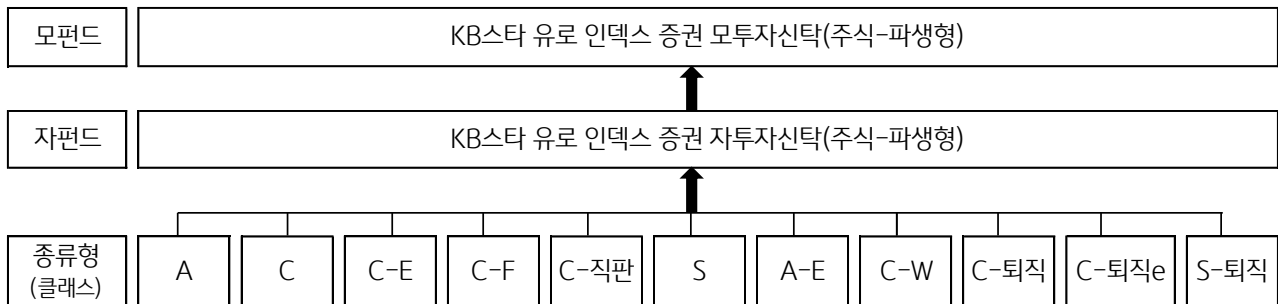 모펀드
KB스타 유로 인덱스 증권 모투자신탁(주식-파생형)
자펀드
KB스타 유로 인덱스 증권 자투자신탁(주식-파생형)
종류형
(클래스)
A
C
C-E
C-F
C-직판
S
A-E
C-W
C-퇴직
C-퇴직e
S-퇴직